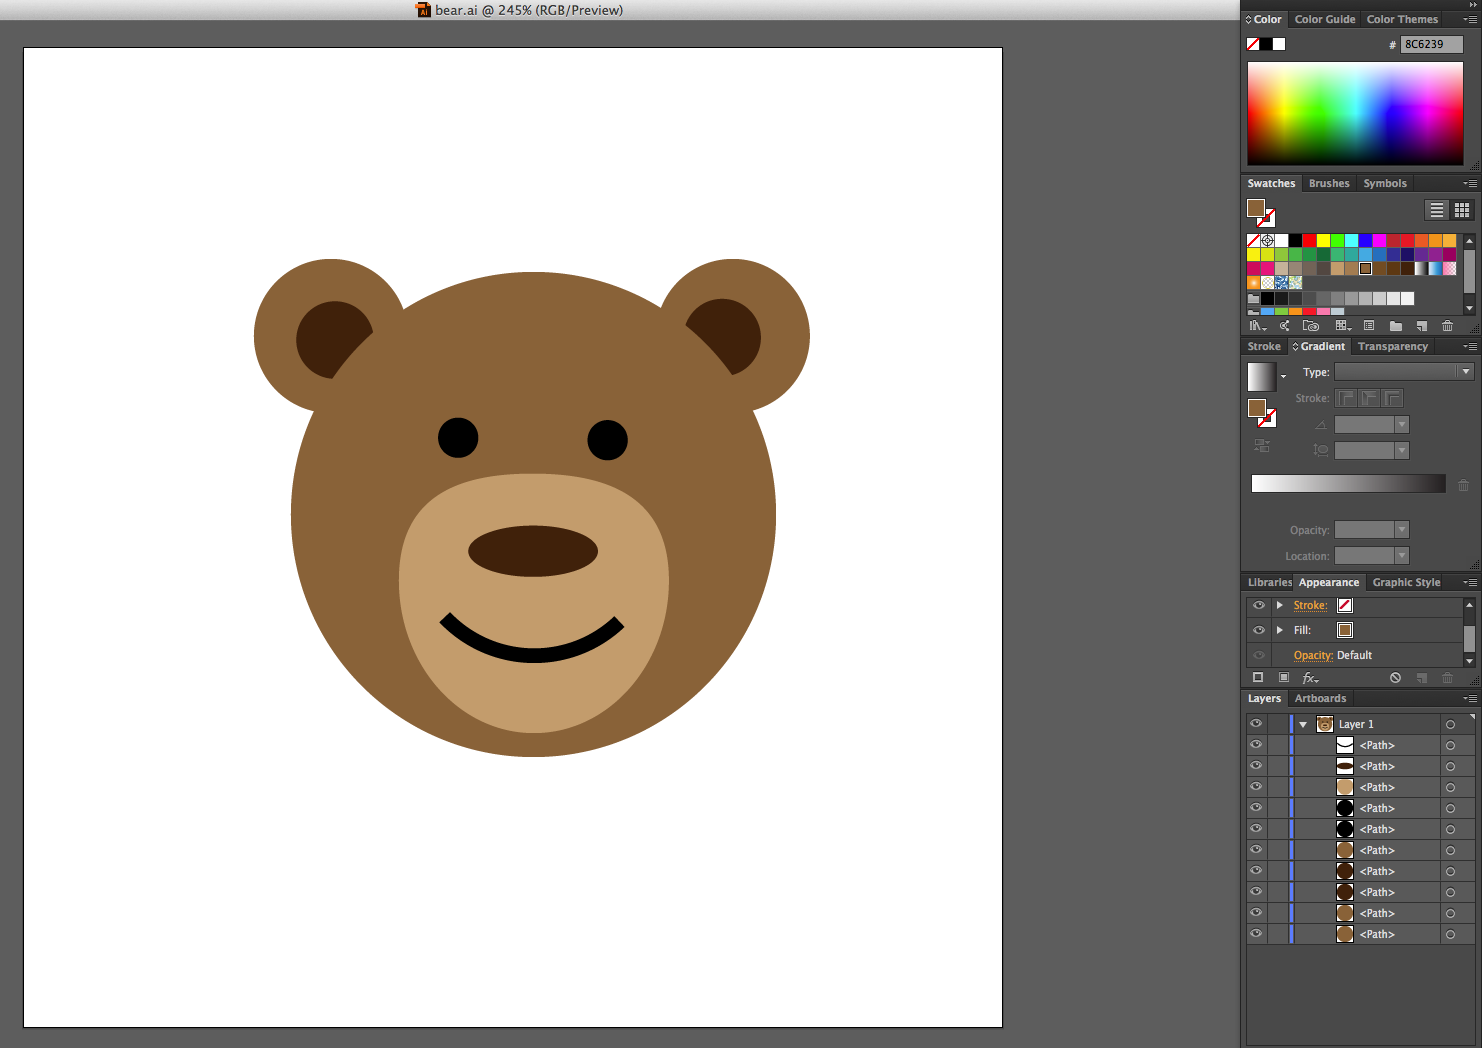 bear.ai @ 245% (RGB/Preview)
Color Color Guide Color Themes
# 8C6239
Swatches Brushes Symbols
Stroke Gradient Transparency
Type:
Stroke:
Opacity:
Location:
Libraries Appearance Graphic Style
Stroke:
Fill:
Opacity: Default
fx
Layers Artboards
Layer 1
<Path>
<Path>
<Path>
<Path>
<Path>
<Path>
<Path>
<Path>
<Path>
<Path>